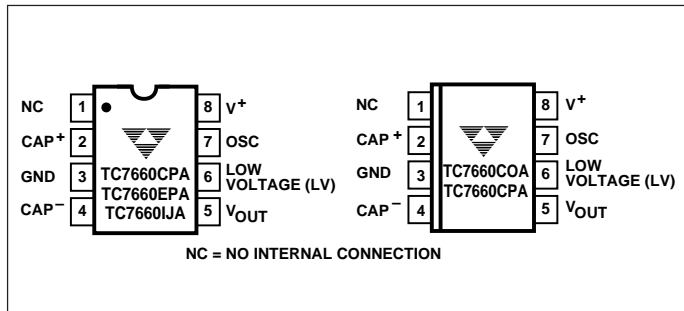 NC 1 8 V+
CAP+ 2 7 OSC
GND 3 6 LOW VOLTAGE (LV)
CAP– 4 5 VOUT
TC7660CPA
TC7660EPA
TC7660IJA
NC 1 8 V+
CAP+ 2 7 OSC
GND 3 6 LOW VOLTAGE (LV)
CAP– 4 5 VOUT
TC7660COA
TC7660CPA
NC = NO INTERNAL CONNECTION